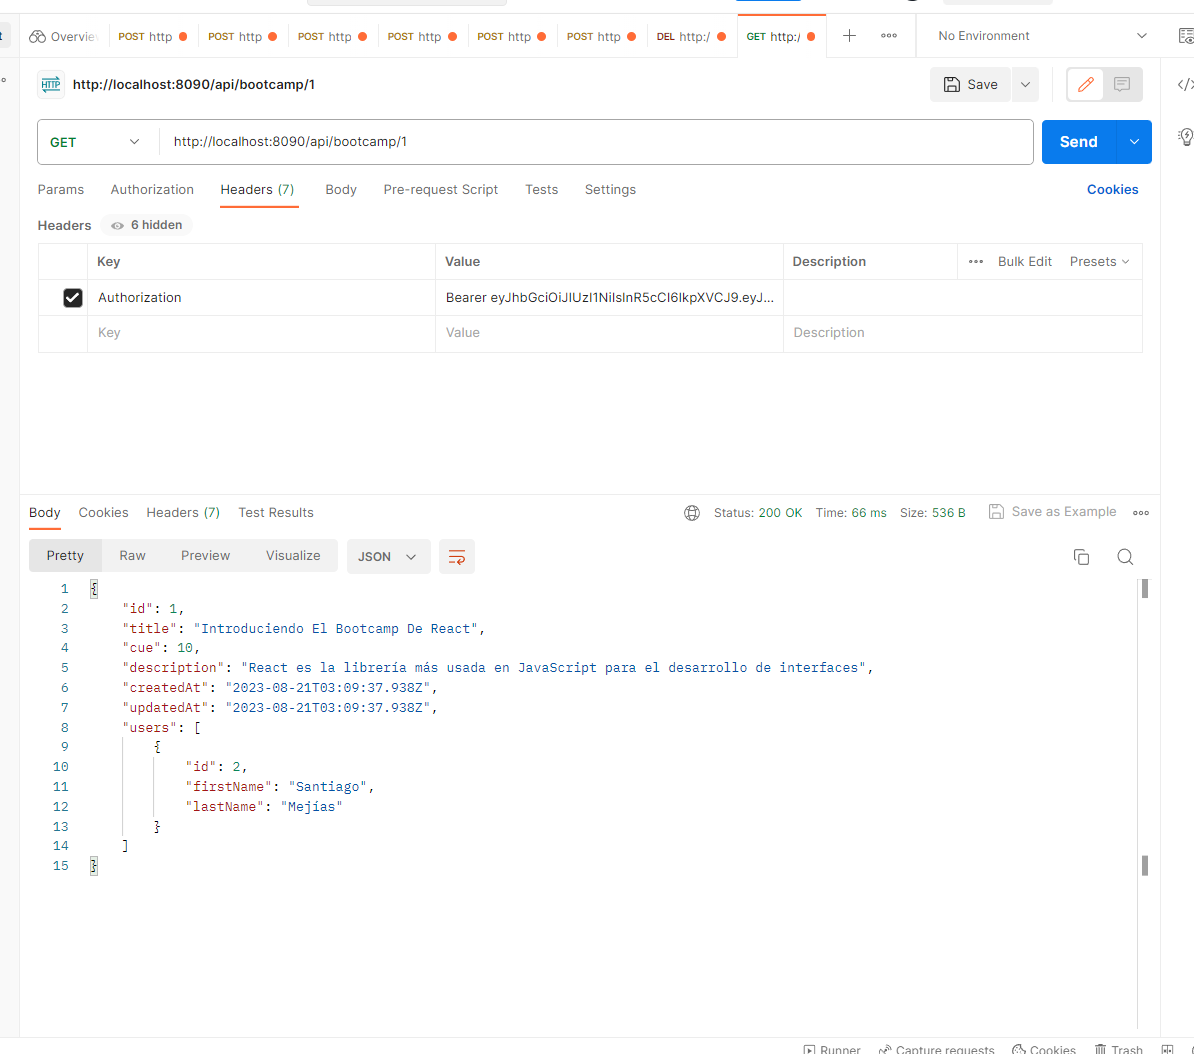 Overvie
POST http
POST http
POST http
POST http
POST http
POST http
DEL http:/
GET http:/
No Environment
HTTP
http://localhost:8090/api/bootcamp/1
Save
GET
http://localhost:8090/api/bootcamp/1
Send
Params Authorization Headers (7) Body Pre-request Script Tests Settings Cookies
Headers 6 hidden
Key Value Description Bulk Edit Presets
Authorization Bearer eyJhbGciOiJIUzI1NiIsInR5cCI6IkpXVCJ9.eyJ...
Key Value Description
Body Cookies Headers (7) Test Results Status: 200 OK Time: 66 ms Size: 536 B Save as Example
Pretty Raw Preview Visualize JSON
1 {
2 "id": 1,
3 "title": "Introduciendo El Bootcamp De React",
4 "cue": 10,
5 "description": "React es la librería más usada en JavaScript para el desarrollo de interfaces",
6 "createdAt": "2023-08-21T03:09:37.938Z",
7 "updatedAt": "2023-08-21T03:09:37.938Z",
8 "users": [
9 {
10 "id": 2,
11 "firstName": "Santiago",
12 "lastName": "Mejías"
13 }
14 ]
15 }
Runner Capture requests Cookies Trash